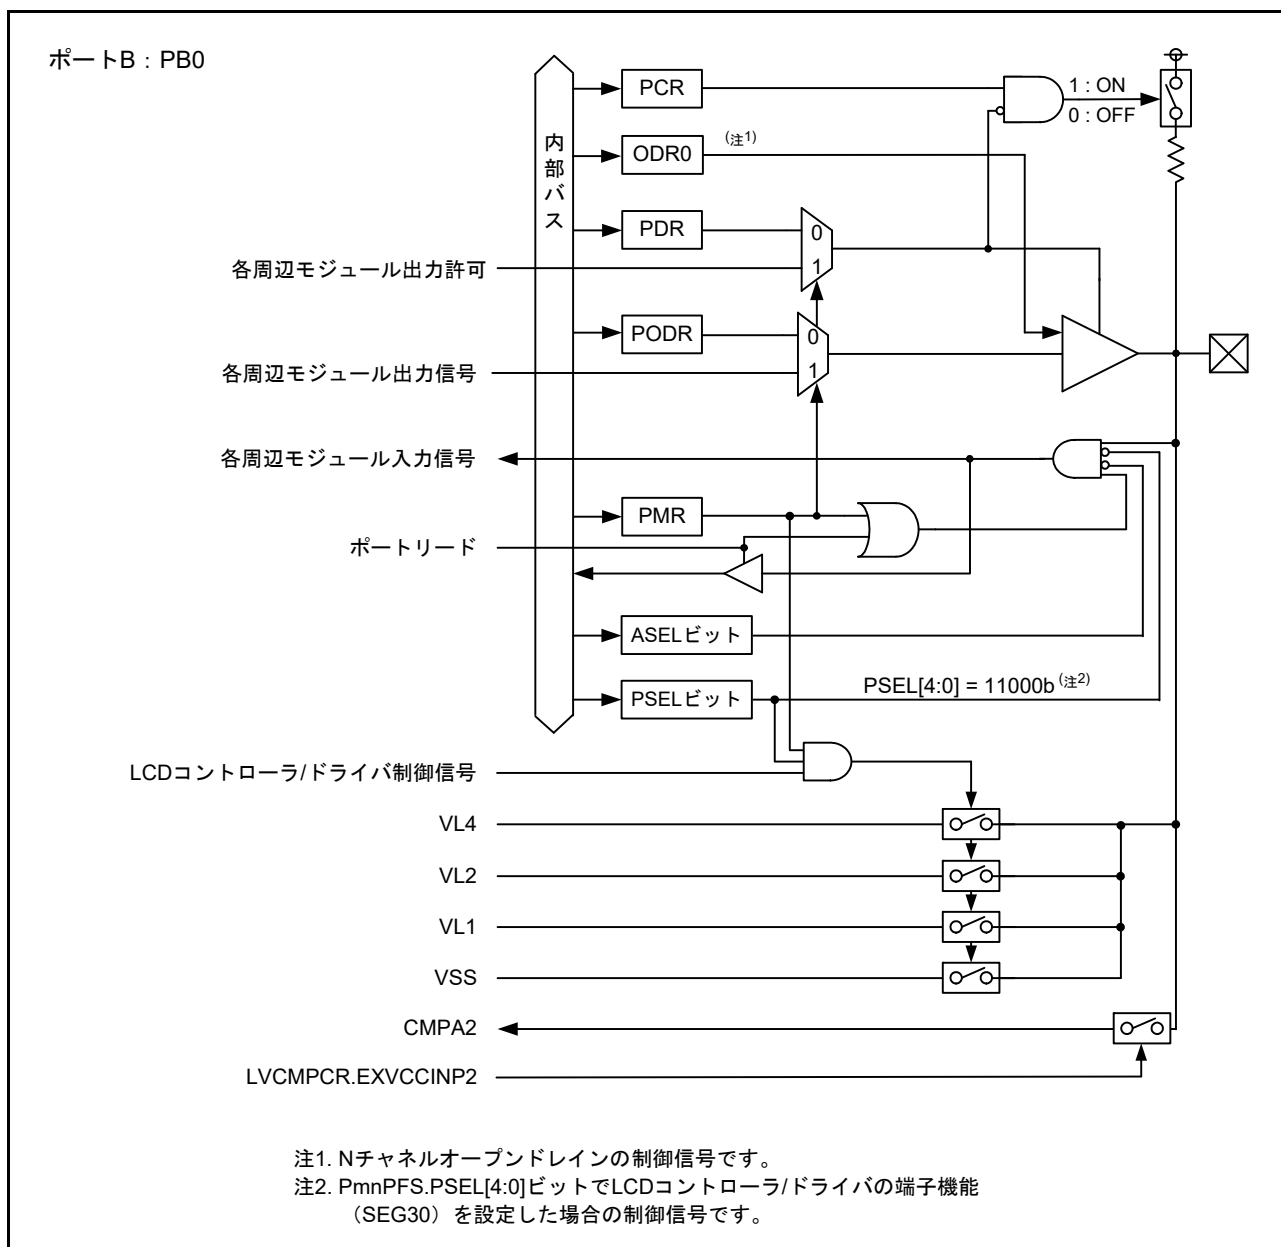 ポートB：PB0
内部バス
PCR
1 : ON
0 : OFF
ODR0
(注1)
PDR
0
1
各周辺モジュール出力許可
PODR
0
1
各周辺モジュール出力信号
各周辺モジュール入力信号
PMR
ポートリード
ASELビット
PSELビット
PSEL[4:0] = 11000b (注2)
LCDコントローラ/ドライバ制御信号
VL4
VL2
VL1
VSS
CMPA2
LVCMPCR.EXVCCINP2
注1. Nチャネルオープンドレインの制御信号です。
注2. PmnPFS.PSEL[4:0]ビットでLCDコントローラ/ドライバの端子機能
（SEG30）を設定した場合の制御信号です。